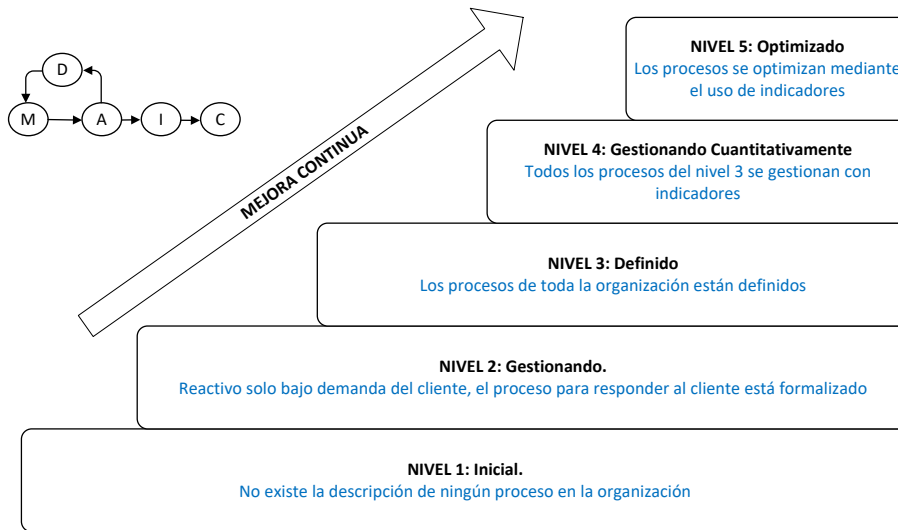 D
M
A
I
C
MEJORA CONTINUA
NIVEL 5: Optimizado
Los procesos se optimizan mediante
el uso de indicadores
NIVEL 4: Gestionando Cuantitativamente
Todos los procesos del nivel 3 se gestionan con
indicadores
NIVEL 3: Definido
Los procesos de toda la organización están definidos
NIVEL 2: Gestionando.
Reactivo solo bajo demanda del cliente, el proceso para responder al cliente está formalizado
NIVEL 1: Inicial.
No existe la descripción de ningún proceso en la organización